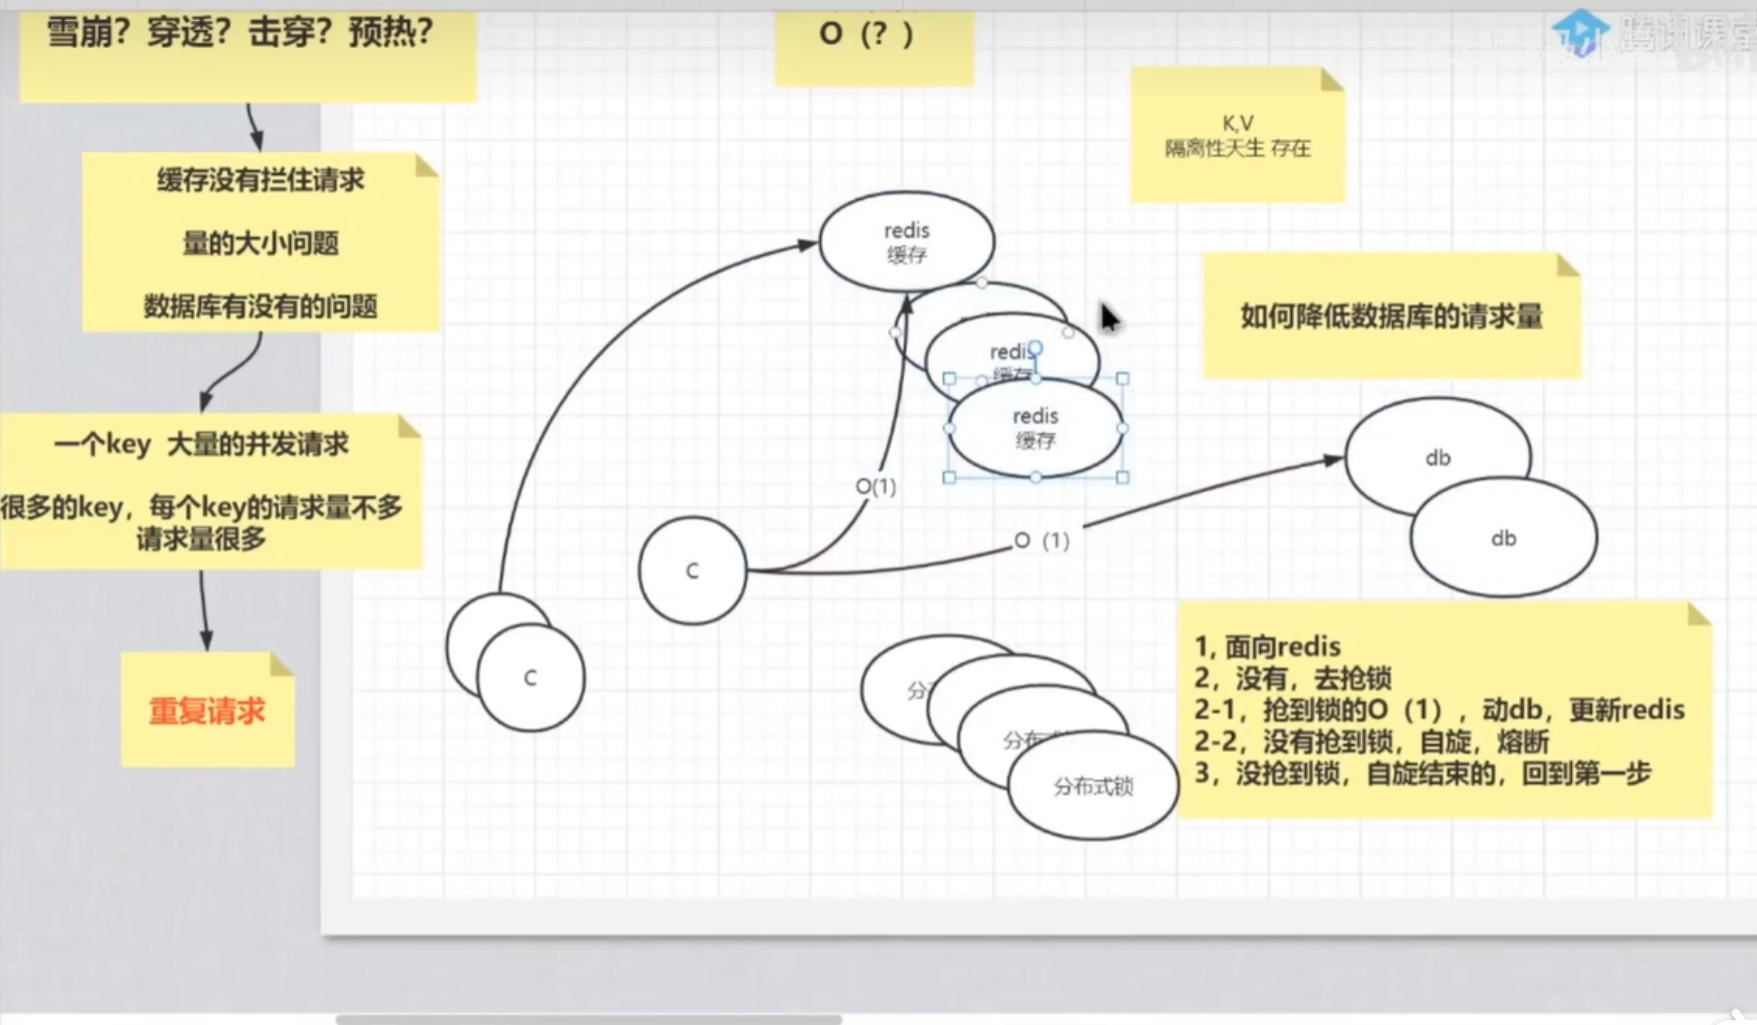 雪崩？穿透？击穿？预热？
O（?）
腾讯课堂
K,V
隔离性天生 存在
缓存没有拦住请求
量的大小问题
数据库有没有的问题
redis
缓存
如何降低数据库的请求量
redis
缓存
redis
缓存
一个key 大量的并发请求
很多的key，每个key的请求量不多
请求量很多
db
O(1)
O（1）
db
C
C
重复请求
分布式锁
1, 面向redis
2，没有，去抢锁
2-1，抢到锁的O（1），动db，更新redis
2-2，没有抢到锁，自旋，熔断
3，没抢到锁，自旋结束的，回到第一步